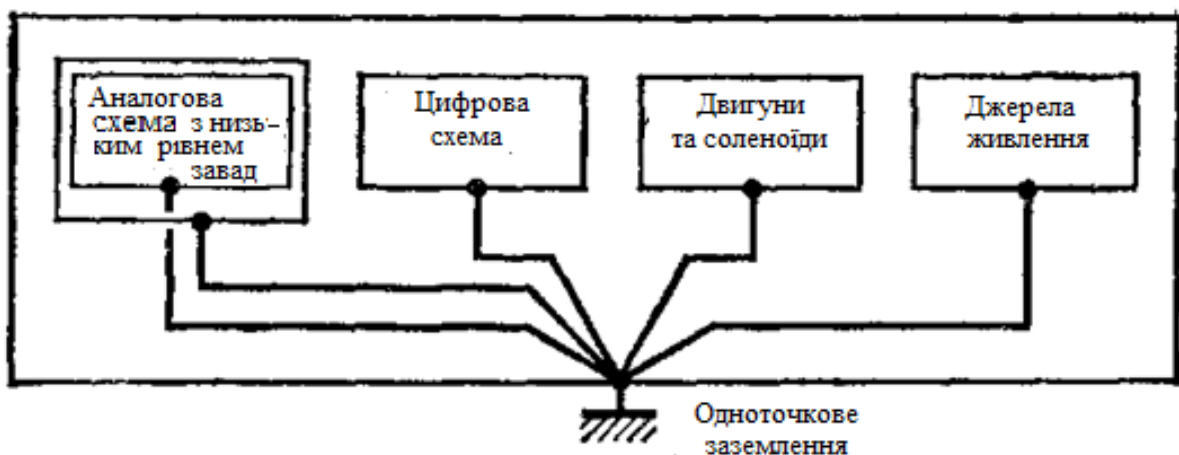 Аналогова
схема з низь-
ким рівнем
завад
Цифрова
схема
Двигуни
та соленоїди
Джерела
живлення
Одноточкове
заземлення